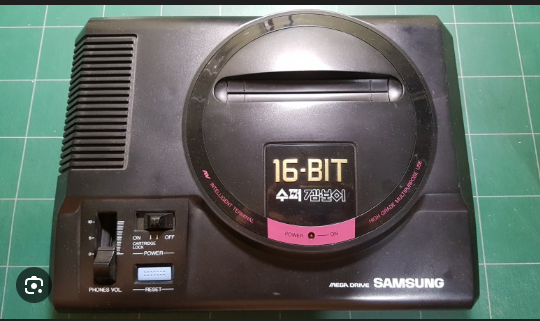 16-BIT
수퍼겜보이
AV INTELLIGENT TERMINAL
HIGH GRADE MULTIPURPOSE USE
POWER ON
ON OFF
CARTRIDGE
LOCK
POWER
PHONES VOL
RESET
MEGA DRIVE SAMSUNG